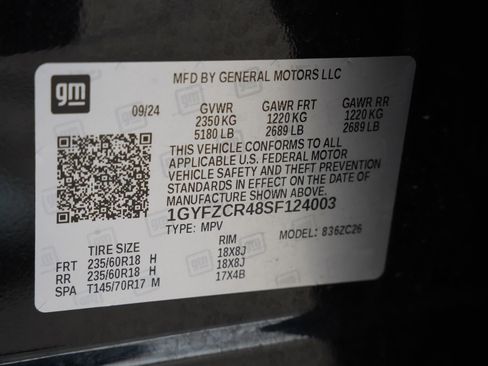 gm
MFD BY GENERAL MOTORS LLC
09/24 GVWR GAWR FRT GAWR RR
2350 KG 1220 KG 1220 KG
5180 LB 2689 LB 2689 LB
THIS VEHICLE CONFORMS TO ALL
APPLICABLE U.S. FEDERAL MOTOR
VEHICLE SAFETY AND THEFT PREVENTION
STANDARDS IN EFFECT ON THE DATE OF
MANUFACTURE SHOWN ABOVE.
1GYFZCR48SF124003
TYPE: MPV MODEL: 836ZC26
TIRE SIZE RIM
FRT 235/60R18 H 18X8J
RR 235/60R18 H 18X8J
SPA T145/70R17 M 17X4B